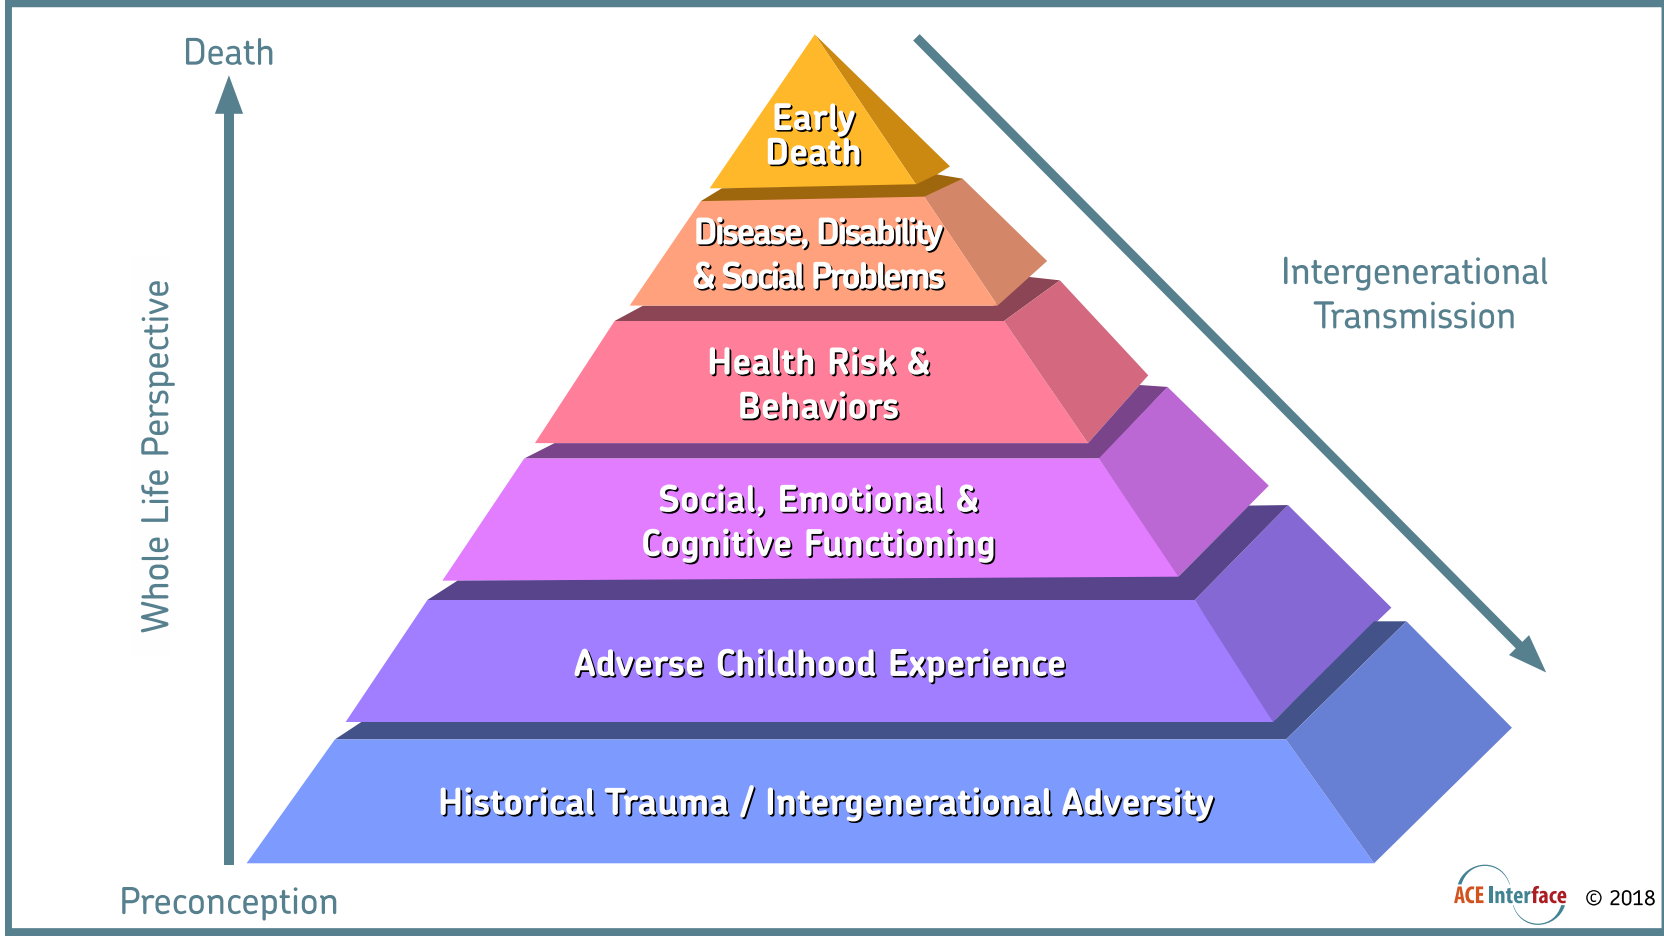 Death
Whole Life Perspective
Preconception
Early
Death
Disease, Disability
& Social Problems
Health Risk &
Behaviors
Social, Emotional &
Cognitive Functioning
Adverse Childhood Experience
Historical Trauma / Intergenerational Adversity
Intergenerational
Transmission
ACE Interface © 2018